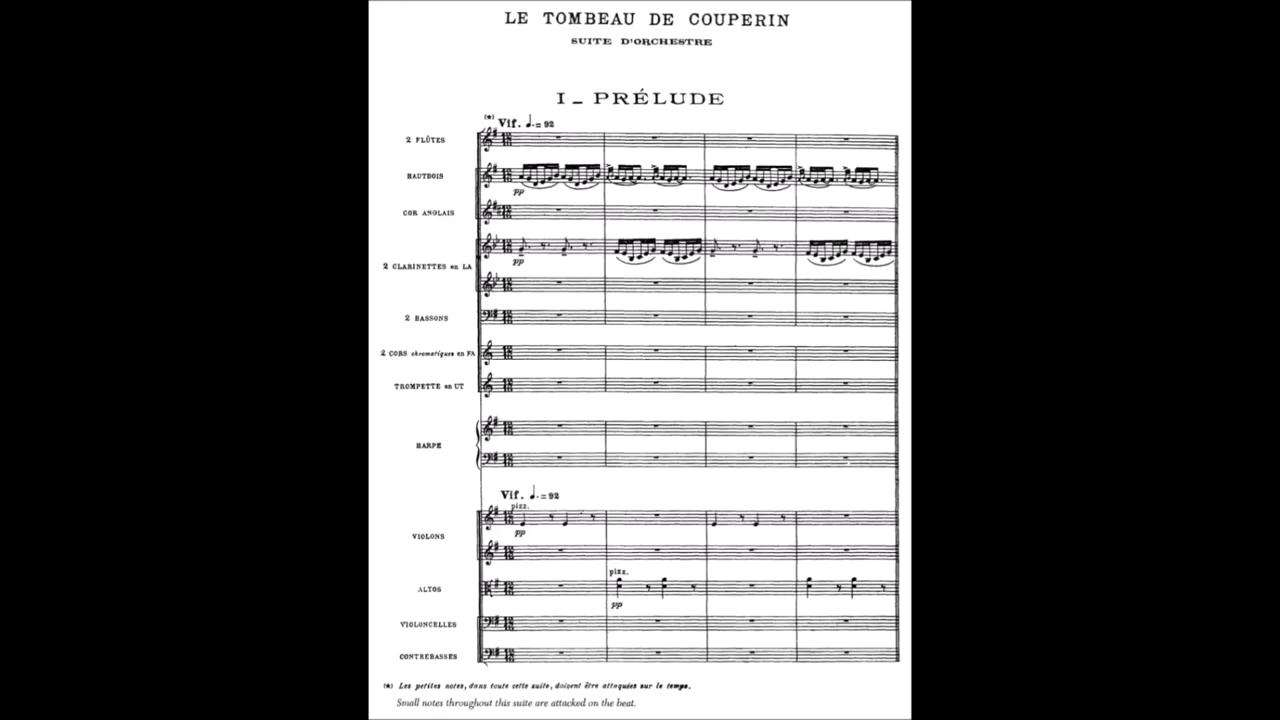 LE TOMBEAU DE COUPERIN
SUITE D'ORCHESTRE
I_ PRÉLUDE
(*) Vif. ♩.= 92
2 FLÛTES
HAUTBOIS
pp
COR ANGLAIS
pp
2 CLARINETTES en LA
2 BASSONS
2 CORS chromatiques en FA
TROMPETTE en UT
HARPE
Vif. ♩.= 92
pizz.
pp
VIOLONS
pizz.
ALTOS
pp
VIOLONCELLES
CONTREBASSES
(*) Les petites notes, dans toute cette suite, doivent être attaquées sur le temps.
Small notes throughout this suite are attacked on the beat.